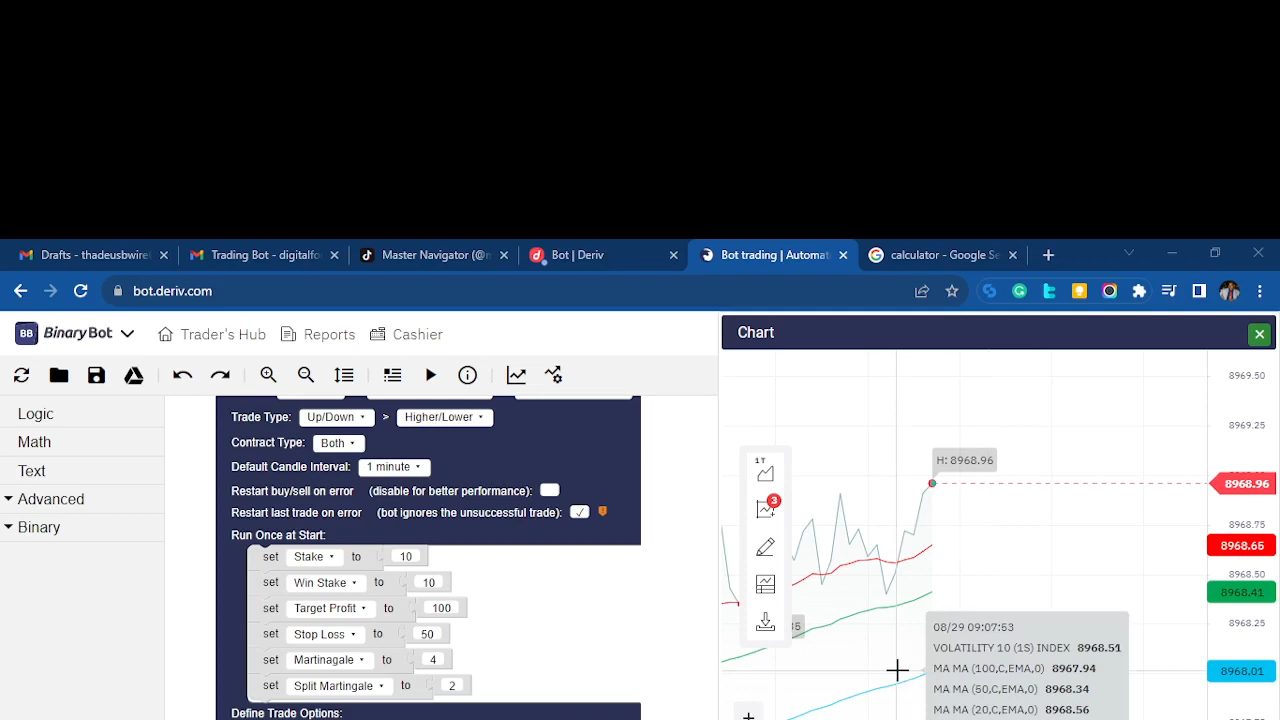 Drafts - thadeusbwire
Trading Bot - digitalfo
Master Navigator (@n
Bot | Deriv
Bot trading | Automat
calculator - Google Se
bot.deriv.com
BB BinaryBot
Trader's Hub
Reports
Cashier
Chart
Logic
Math
Text
Advanced
Binary
Trade Type: Up/Down > Higher/Lower
Contract Type: Both
Default Candle Interval: 1 minute
Restart buy/sell on error (disable for better performance):
Restart last trade on error (bot ignores the unsuccessful trade): ✓
Run Once at Start:
set Stake to 10
set Win Stake to 10
set Target Profit to 100
set Stop Loss to 50
set Martinagale to 4
set Split Martingale to 2
Define Trade Options:
1T
3
H: 8968.96
8969.50
8969.25
8968.96
8968.75
8968.65
8968.50
8968.41
8968.25
8968.01
08/29 09:07:53
VOLATILITY 10 (1S) INDEX 8968.51
MA MA (100,C,EMA,0) 8967.94
MA MA (50,C,EMA,0) 8968.34
MA MA (20,C,EMA,0) 8968.56